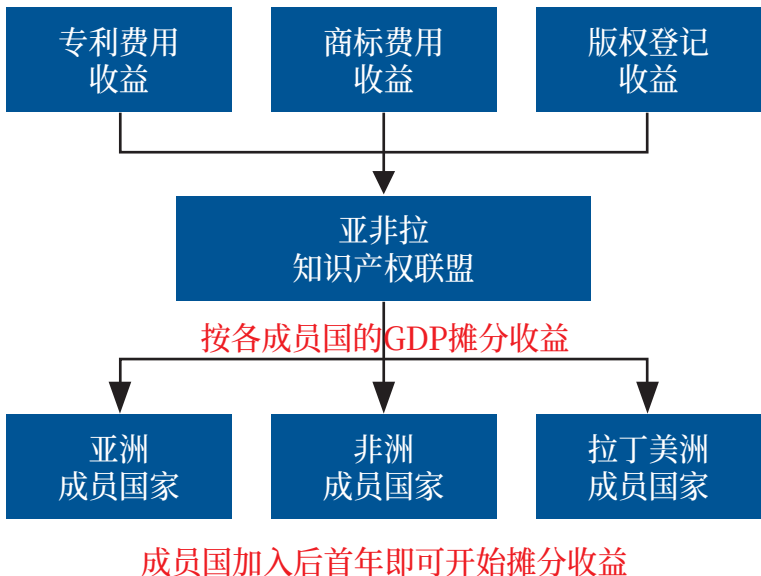 专利费用
收益
商标费用
收益
版权登记
收益
亚非拉
知识产权联盟
按各成员国的GDP摊分收益
亚洲
成员国家
非洲
成员国家
拉丁美洲
成员国家
成员国加入后首年即可开始摊分收益